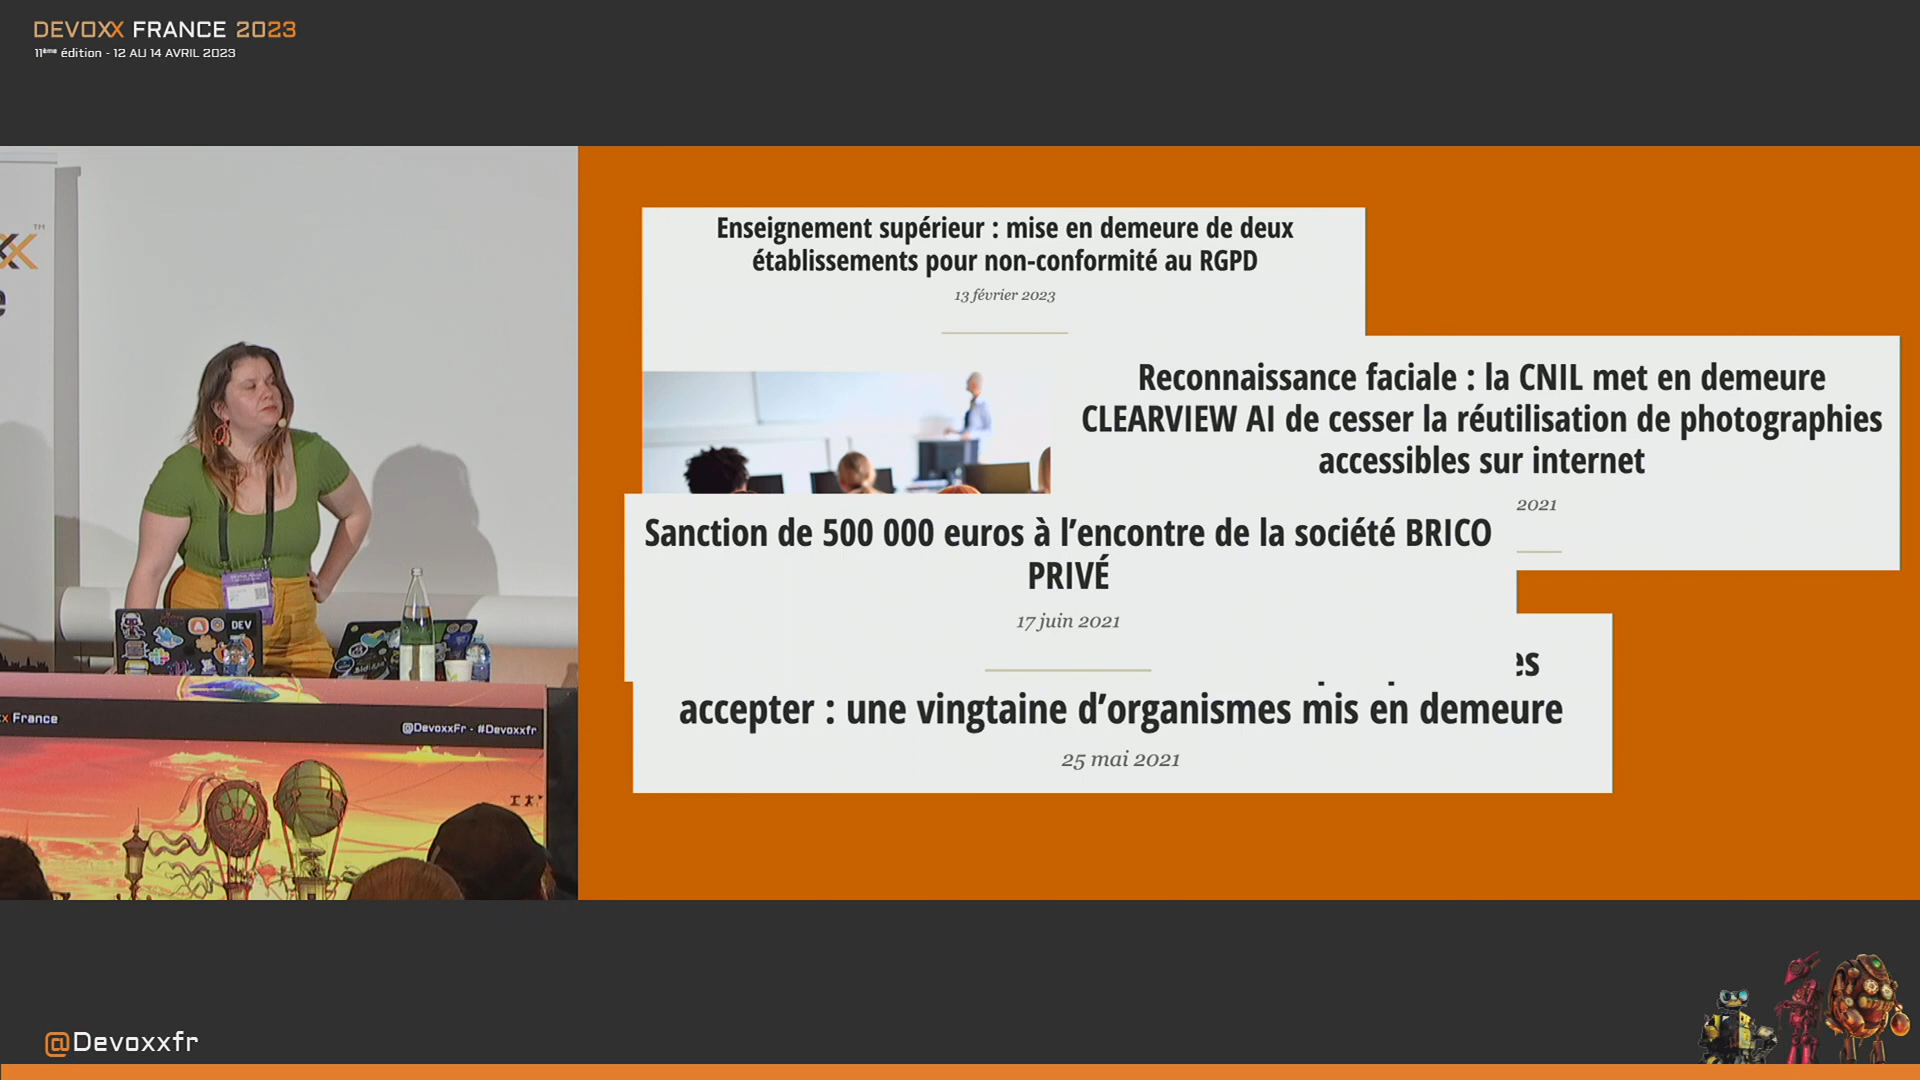 DEVOXX FRANCE 2023
11ème édition - 12 AU 14 AVRIL 2023
Enseignement supérieur : mise en demeure de deux
établissements pour non-conformité au RGPD
13 février 2023
Reconnaissance faciale : la CNIL met en demeure
CLEARVIEW AI de cesser la réutilisation de photographies
accessibles sur internet
2021
Sanction de 500 000 euros à l'encontre de la société BRICO
PRIVÉ
17 juin 2021
es
accepter : une vingtaine d'organismes mis en demeure
25 mai 2021
DEV
x France
@DevoxxFr - #Devoxxfr
@Devoxxfr